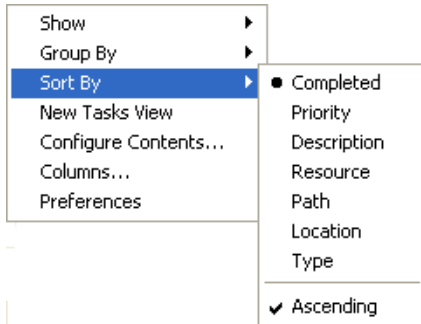 Show
Group By
Sort By
New Tasks View
Configure Contents...
Columns...
Preferences
Completed
Priority
Description
Resource
Path
Location
Type
Ascending